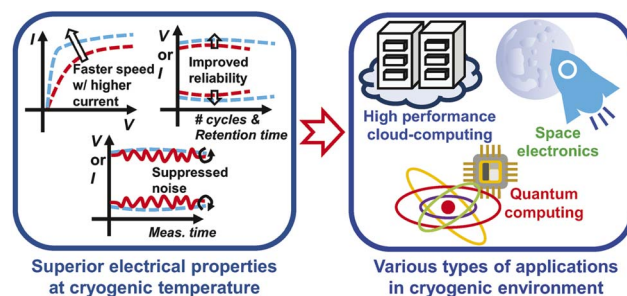 I
Faster speed
w/ higher
current
V
V
or
I
Improved
reliability
# cycles &
Retention time
V
or
I
Suppressed
noise
Meas. time
Superior electrical properties
at cryogenic temperature
High performance
cloud-computing
Space
electronics
Quantum
computing
Various types of applications
in cryogenic environment